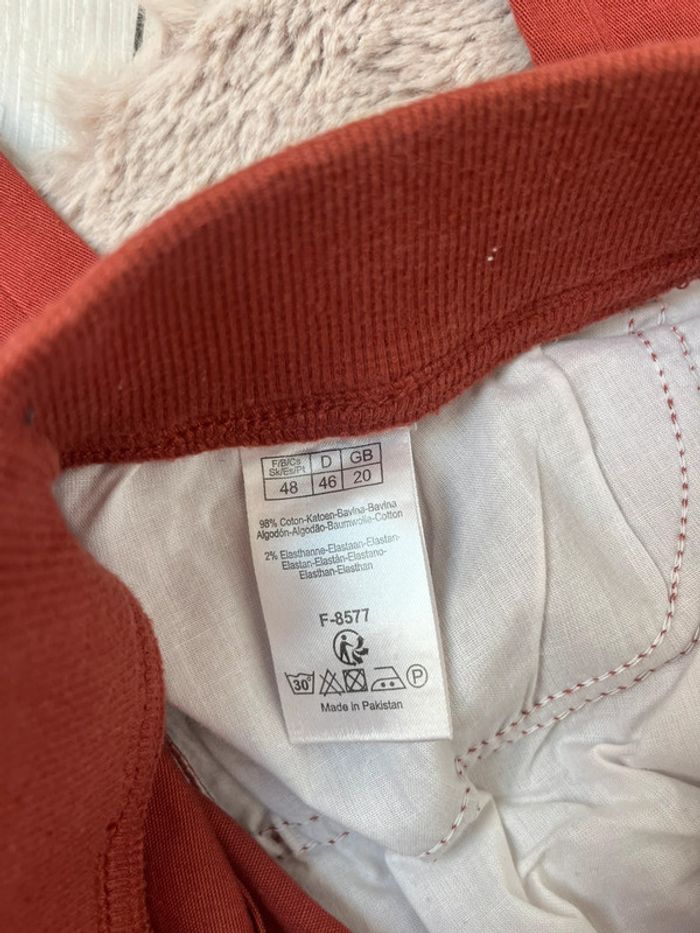 F/B/Cs D GB
Sk/Es/Pt
48 46 20
98% Coton-Katoen-Bavlna-Bavlna
Algodón-Algodão-Baumwolle-Cotton
2% Elasthanne-Elastaan-Elastan-
Elastan-Elastán-Elastano-
Elasthan-Elasthan
F-8577
30°
P
Made in Pakistan